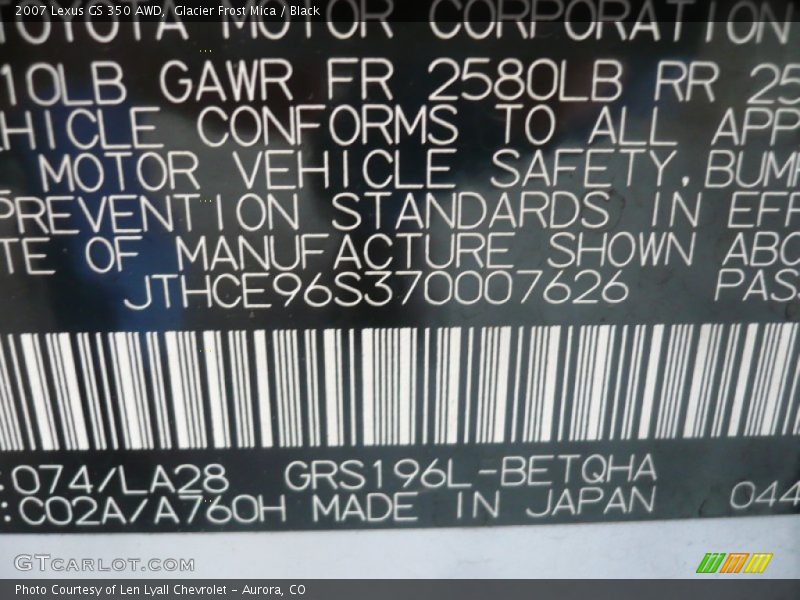 2007 Lexus GS 350 AWD, Glacier Frost Mica / Black
TOYOTA MOTOR CORPORATION
10LB GAWR FR 2580LB RR 25
HICLE CONFORMS TO ALL APP
MOTOR VEHICLE SAFETY, BUMP
PREVENTION STANDARDS IN EFF
TE OF MANUFACTURE SHOWN ABO
JTHCE96S370007626 PAS
:074/LA28 GRS196L-BETQHA
:C02A/A760H MADE IN JAPAN 044
GTCARLOT.COM
Photo Courtesy of Len Lyall Chevrolet - Aurora, CO